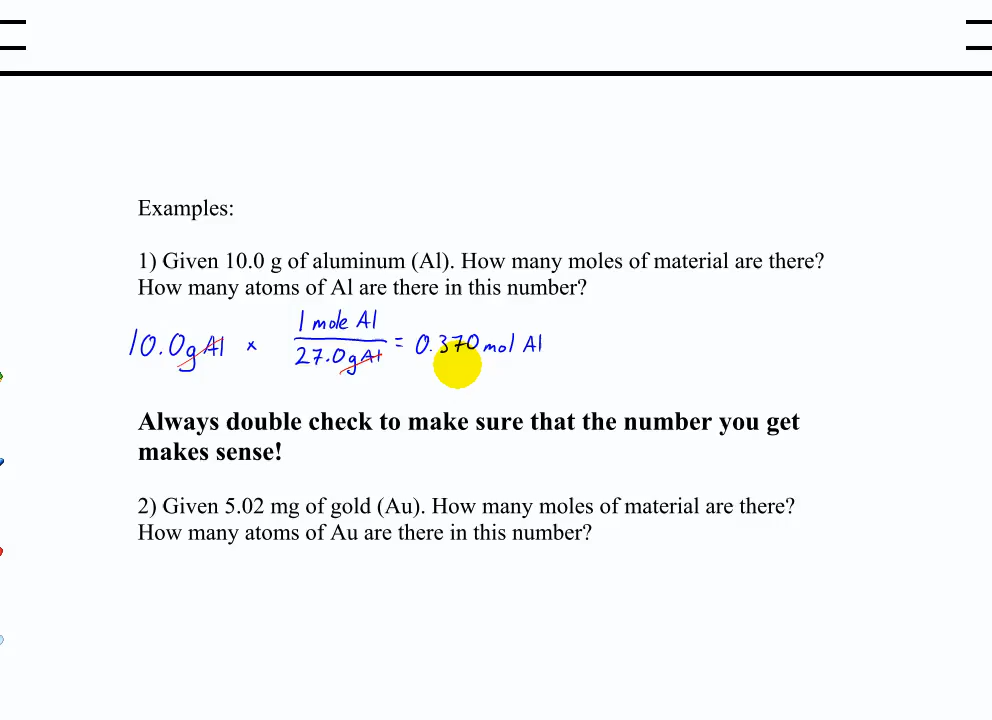 Examples:
1) Given 10.0 g of aluminum (Al). How many moles of material are there?
How many atoms of Al are there in this number?
10.0g Al × 1 mole Al / 27.0g Al = 0.370 mol Al
Always double check to make sure that the number you get
makes sense!
2) Given 5.02 mg of gold (Au). How many moles of material are there?
How many atoms of Au are there in this number?